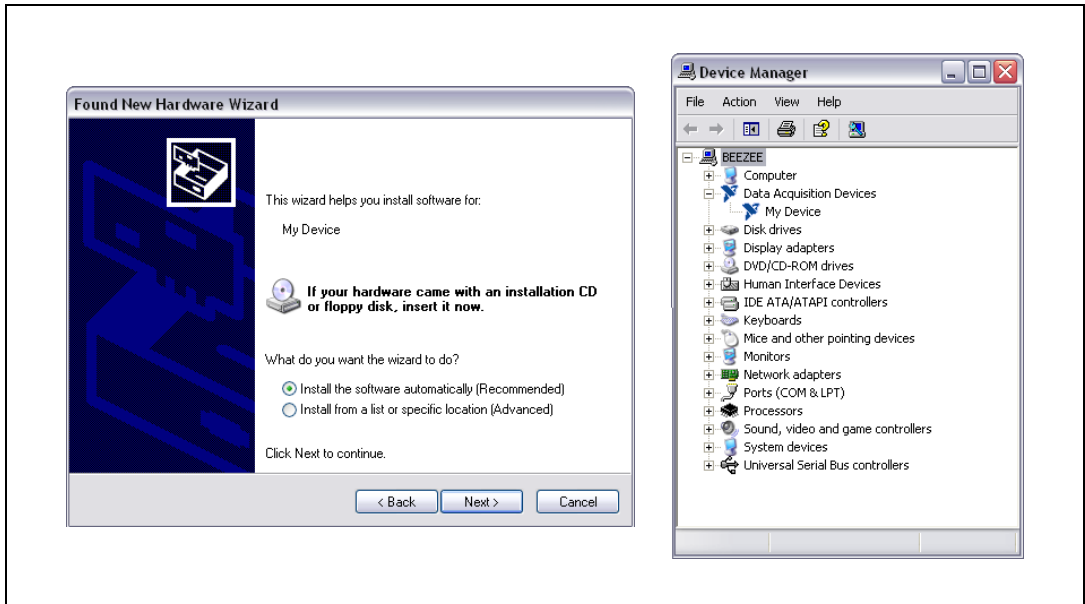 Found New Hardware Wizard
This wizard helps you install software for:
My Device
If your hardware came with an installation CD
or floppy disk, insert it now.
What do you want the wizard to do?
Install the software automatically (Recommended)
Install from a list or specific location (Advanced)
Click Next to continue.
< Back Next > Cancel
Device Manager
File Action View Help
BEEZEE
Computer
Data Acquisition Devices
My Device
Disk drives
Display adapters
DVD/CD-ROM drives
Human Interface Devices
IDE ATA/ATAPI controllers
Keyboards
Mice and other pointing devices
Monitors
Network adapters
Ports (COM & LPT)
Processors
Sound, video and game controllers
System devices
Universal Serial Bus controllers